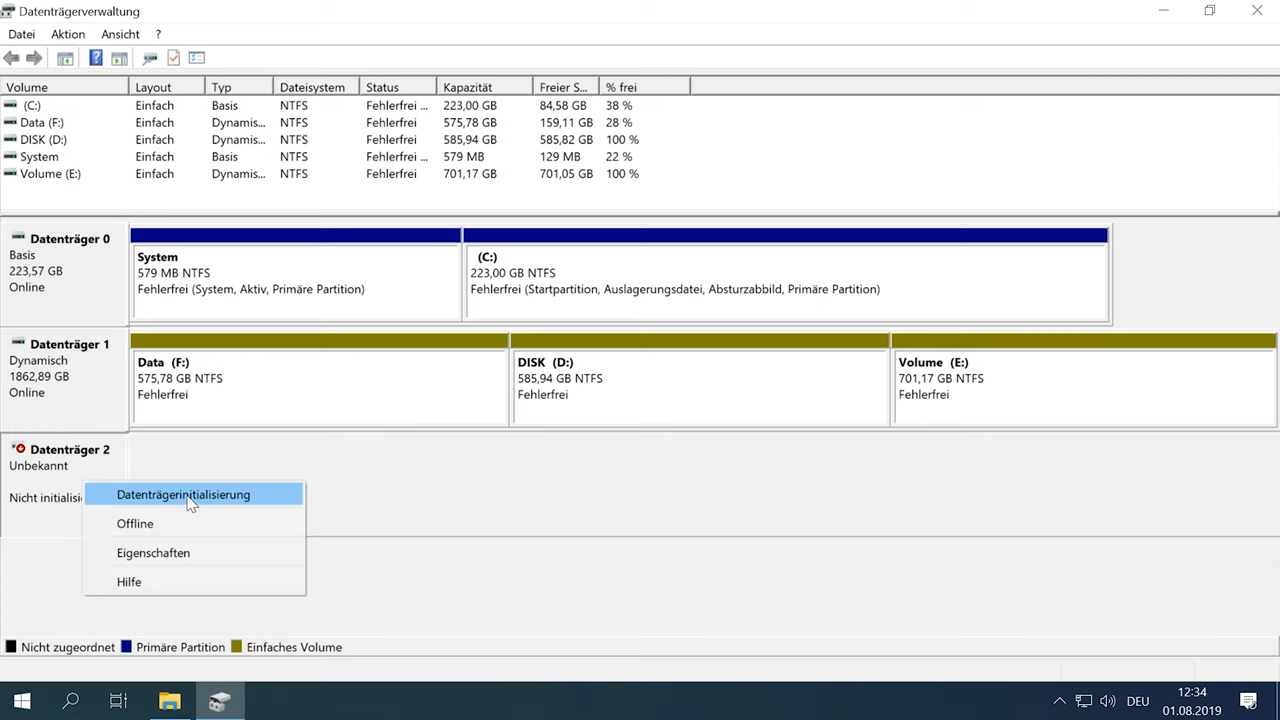 Datenträgerverwaltung
Datei Aktion Ansicht ?
Volume Layout Typ Dateisystem Status Kapazität Freier S... % frei
(C:) Einfach Basis NTFS Fehlerfrei ... 223,00 GB 84,58 GB 38 %
Data (F:) Einfach Dynamis... NTFS Fehlerfrei 575,78 GB 159,11 GB 28 %
DISK (D:) Einfach Dynamis... NTFS Fehlerfrei 585,94 GB 585,82 GB 100 %
System Einfach Basis NTFS Fehlerfrei ... 579 MB 129 MB 22 %
Volume (E:) Einfach Dynamis... NTFS Fehlerfrei 701,17 GB 701,05 GB 100 %
Datenträger 0
Basis
223,57 GB
Online
System
579 MB NTFS
Fehlerfrei (System, Aktiv, Primäre Partition)
(C:)
223,00 GB NTFS
Fehlerfrei (Startpartition, Auslagerungsdatei, Absturzabbild, Primäre Partition)
Datenträger 1
Dynamisch
1862,89 GB
Online
Data (F:)
575,78 GB NTFS
Fehlerfrei
DISK (D:)
585,94 GB NTFS
Fehlerfrei
Volume (E:)
701,17 GB NTFS
Fehlerfrei
Datenträger 2
Unbekannt
Nicht initialisi
Datenträgerinitialisierung
Offline
Eigenschaften
Hilfe
Nicht zugeordnet Primäre Partition Einfaches Volume
DEU
12:34
01.08.2019